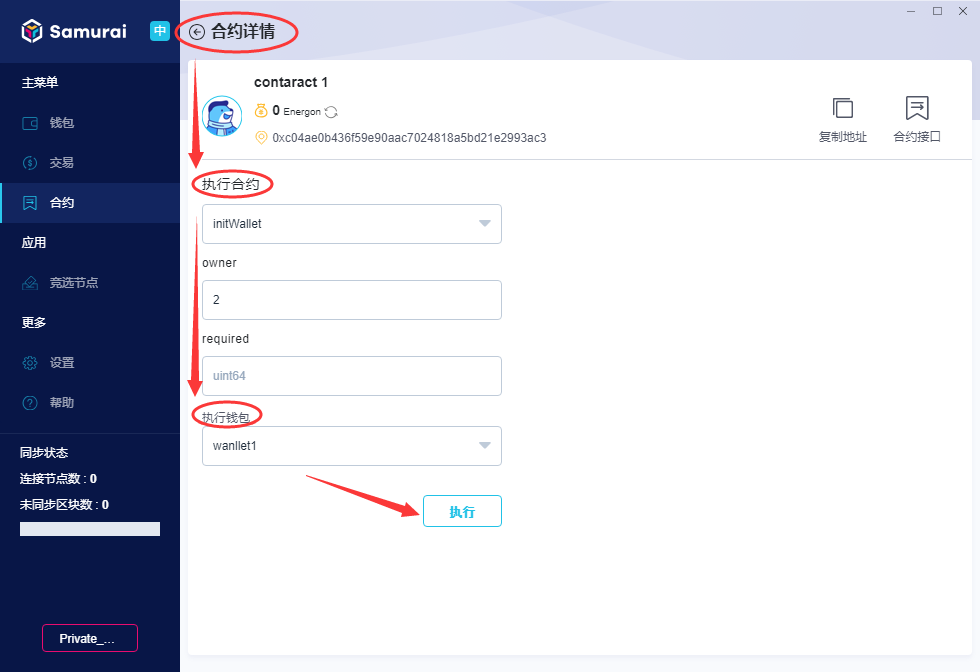 Samurai
中
主菜单
钱包
交易
合约
应用
竞选节点
更多
设置
帮助
同步状态
连接节点数 : 0
未同步区块数 : 0
Private_...
合约详情
contaract 1
0 Energon
0xc04ae0b436f59e90aac7024818a5bd21e2993ac3
复制地址
合约接口
执行合约
initWallet
owner
2
required
uint64
执行钱包
wanllet1
执行